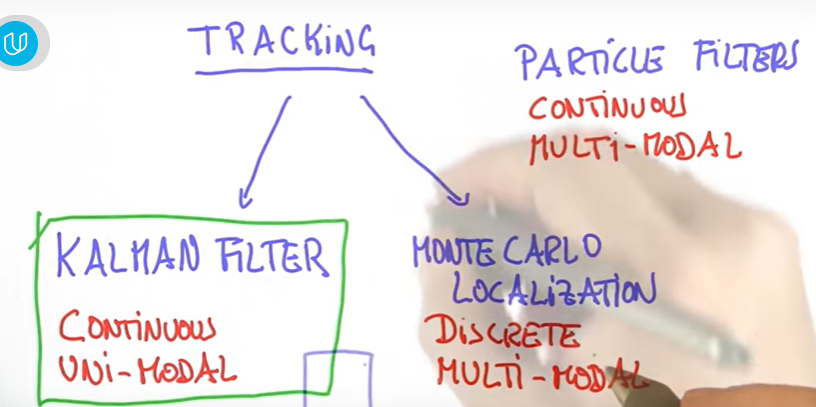 TRACKiNG
PARTiCLE FiLTERS
CONTiNUOUS
MULTi-MODAL
KALMAN FiLTER
CONTiNUOUS
UNi-MODAL
MONTE CARLO
LOCALiZATION
DiSCRETE
MULTi-MODAL